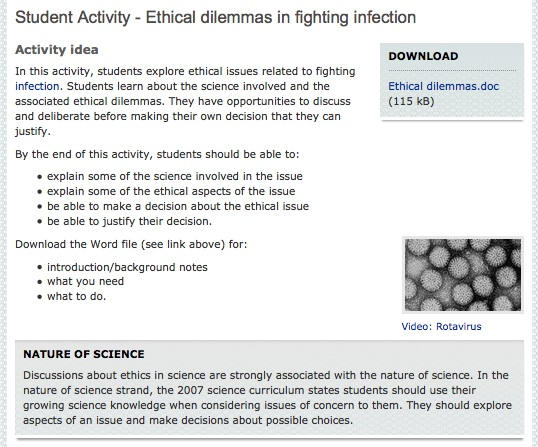 Student Activity - Ethical dilemmas in fighting infection
Activity idea
In this activity, students explore ethical issues related to fighting
infection. Students learn about the science involved and the
associated ethical dilemmas. They have opportunities to discuss
and deliberate before making their own decision that they can
justify.
By the end of this activity, students should be able to:
• explain some of the science involved in the issue
• explain some of the ethical aspects of the issue
• be able to make a decision about the ethical issue
• be able to justify their decision.
Download the Word file (see link above) for:
• introduction/background notes
• what you need
• what to do.
DOWNLOAD
Ethical dilemmas.doc
(115 kB)
Video: Rotavirus
NATURE OF SCIENCE
Discussions about ethics in science are strongly associated with the nature of science. In the
nature of science strand, the 2007 science curriculum states students should use their
growing science knowledge when considering issues of concern to them. They should explore
aspects of an issue and make decisions about possible choices.